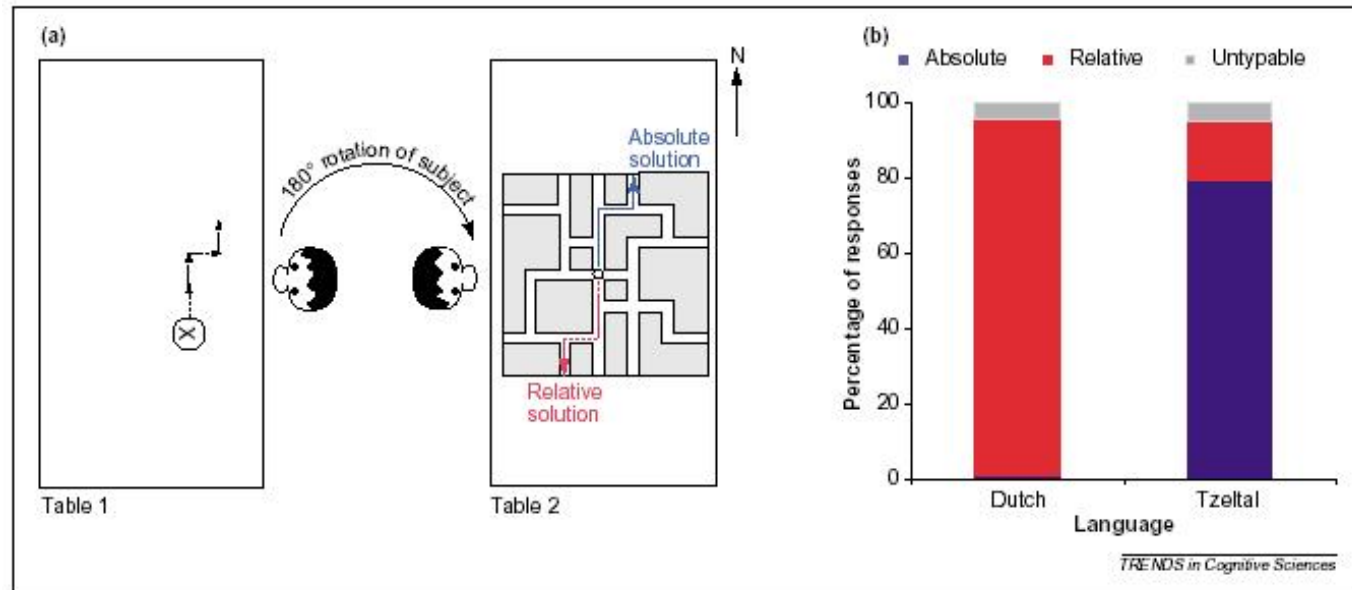 (a)
N
180° rotation of subject
X
Absolute
solution
Relative
solution
Table 1
Table 2
(b)
Absolute
Relative
Untypable
Percentage of responses
100
80
60
40
20
0
Dutch
Tzeltal
Language
TRENDS in Cognitive Sciences